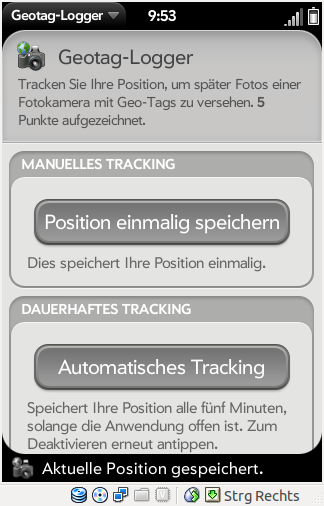 Geotag-Logger
9:53
Geotag-Logger
Tracken Sie Ihre Position, um später Fotos einer
Fotokamera mit Geo-Tags zu versehen. 5
Punkte aufgezeichnet.
MANUELLES TRACKING
Position einmalig speichern
Dies speichert Ihre Position einmalig.
DAUERHAFTES TRACKING
Automatisches Tracking
Speichert Ihre Position alle fünf Minuten,
solange die Anwendung offen ist. Zum
Deaktivieren erneut antippen.
Aktuelle Position gespeichert.
Strg Rechts